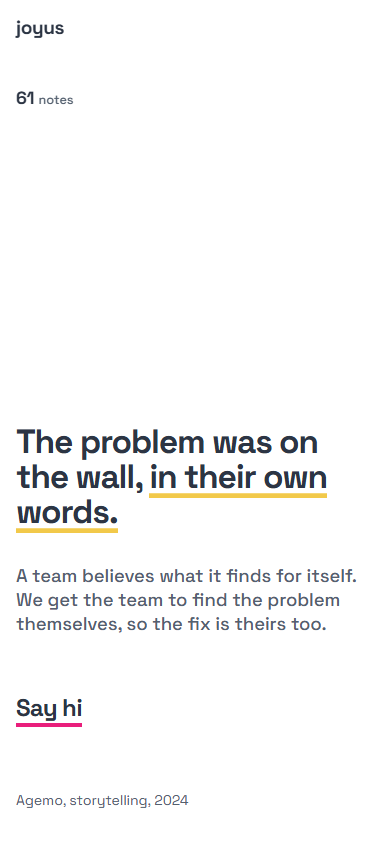 joyus
61 notes
The problem was on
the wall, in their own
words.
A team believes what it finds for itself.
We get the team to find the problem
themselves, so the fix is theirs too.
Say hi
Agemo, storytelling, 2024